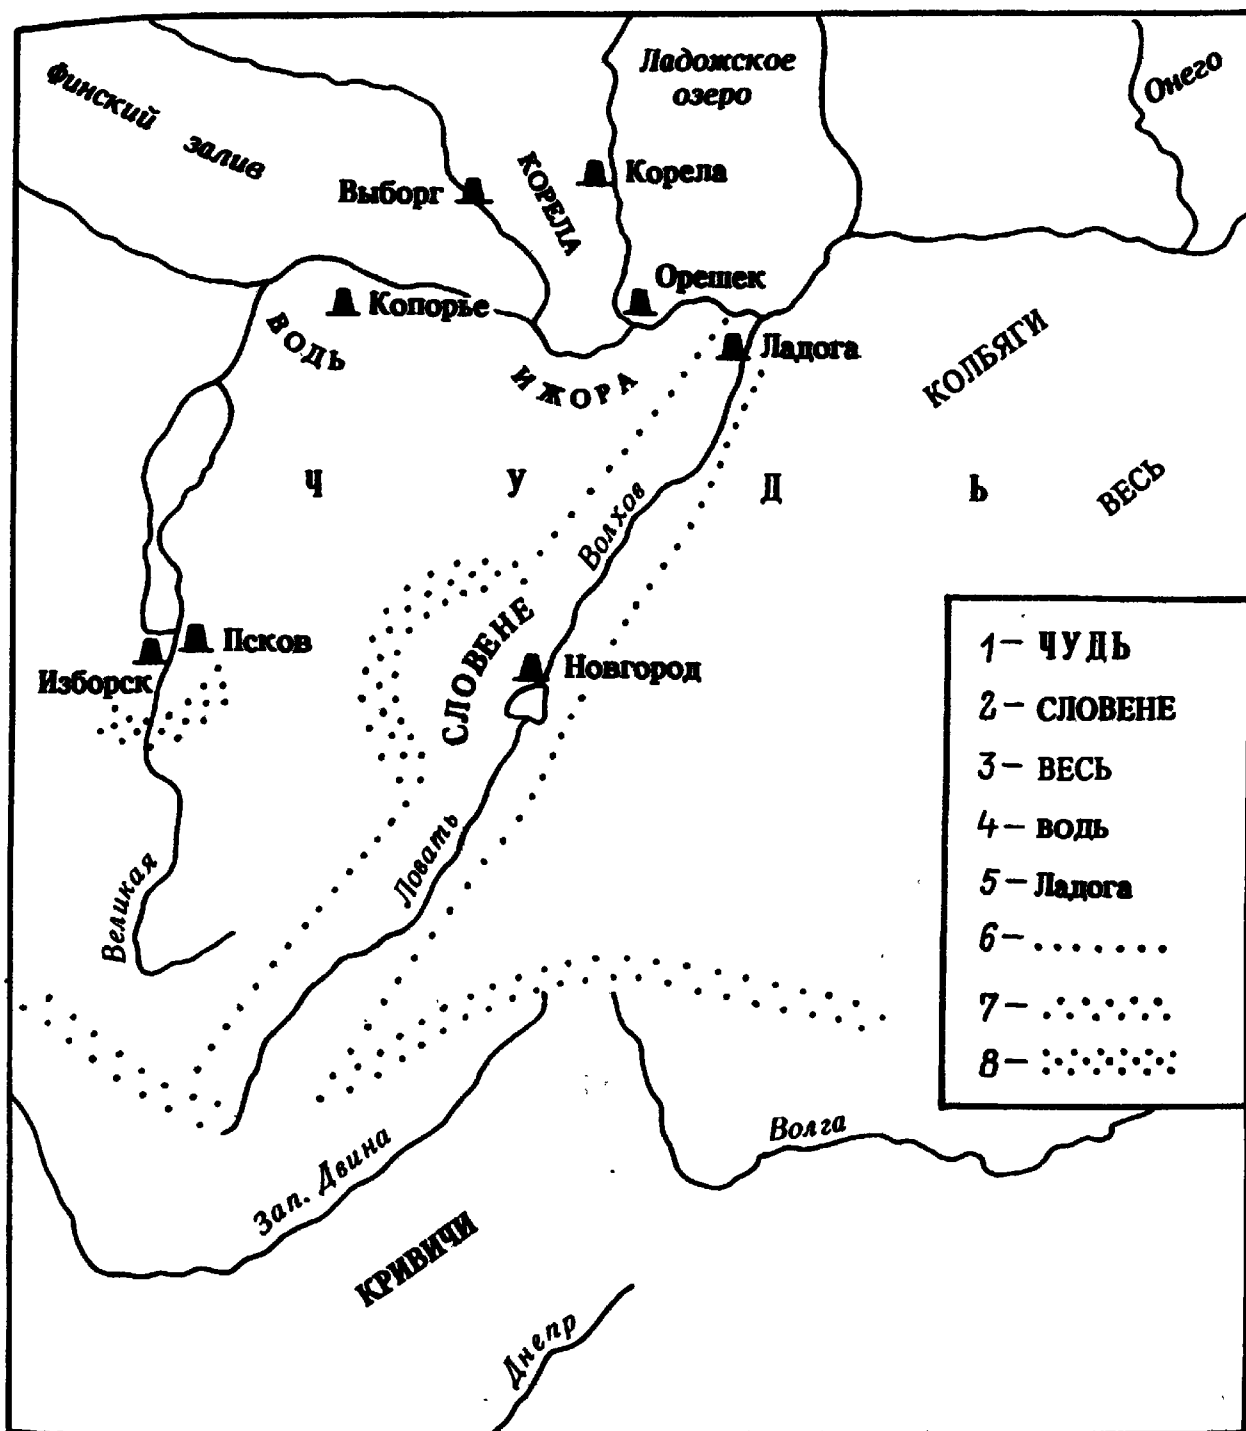 Финский залив
Ладожское
озеро
Онего
Выборг
КОРЕЛА
Корела
Орешек
Копорье
ВОДЬ
ИЖОРА
Ладога
КОЛБЯГИ
ЧУДЬ
ВЕСЬ
Волхов
СЛОВЕНЕ
Псков
Изборск
Новгород
Великая
Ловать
Зап. Двина
Волга
КРИВИЧИ
Днепр
1 - ЧУДЬ
2 - СЛОВЕНЕ
3 - ВЕСЬ
4 - ВОДЬ
5 - Ладога
6 -
7 -
8 -